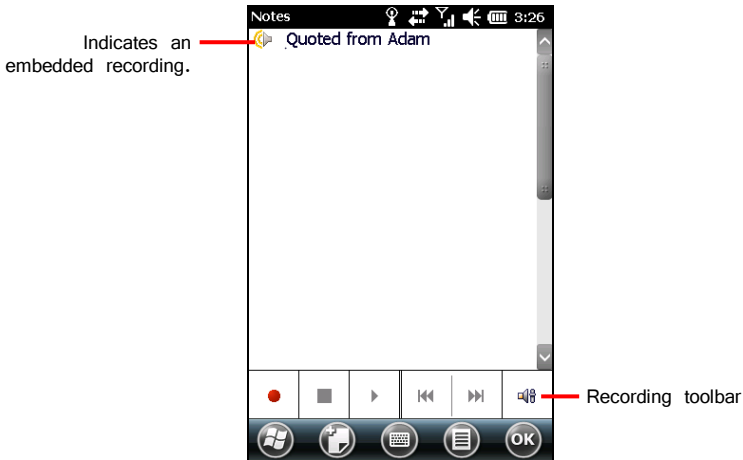 Notes 3:26
Indicates an
embedded recording.
Quoted from Adam
Recording toolbar
OK